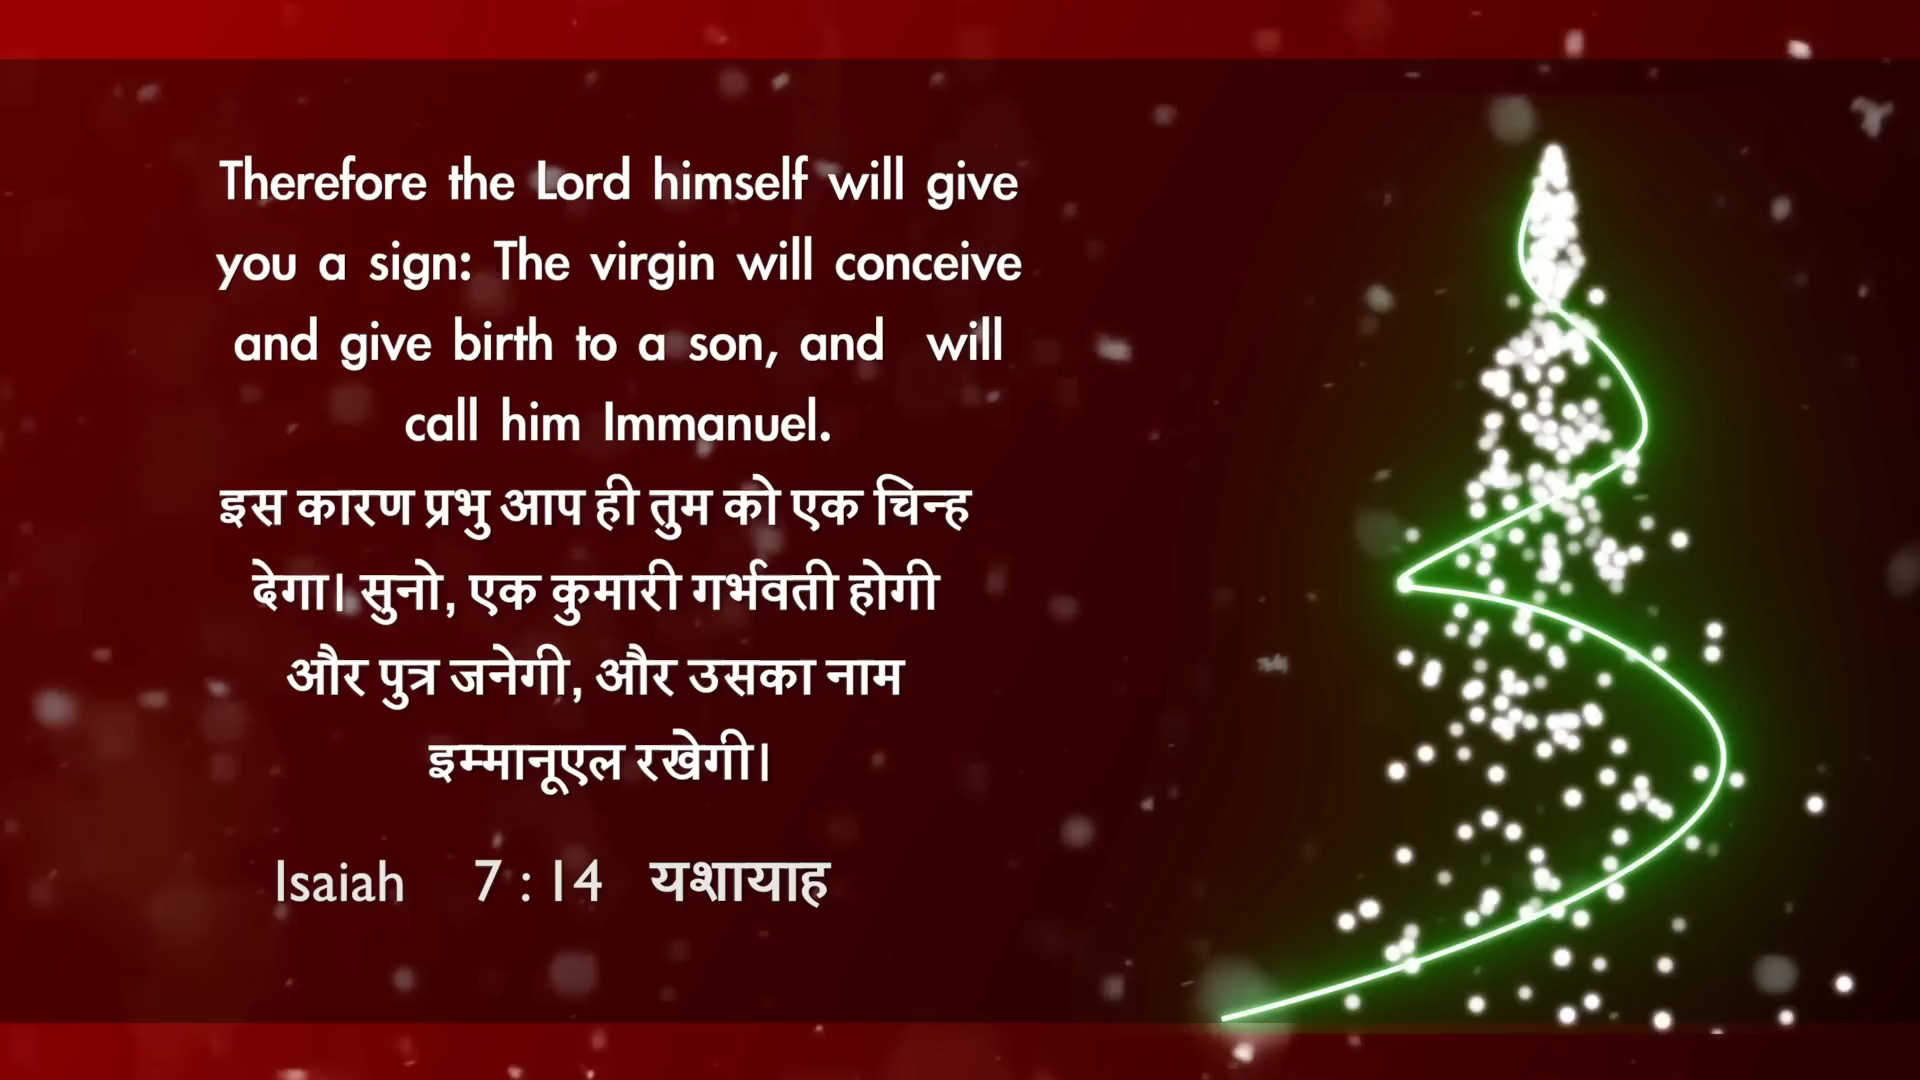 Therefore the Lord himself will give
you a sign: The virgin will conceive
and give birth to a son, and will
call him Immanuel.
इस कारण प्रभु आप ही तुम को एक चिन्ह
देगा। सुनो, एक कुमारी गर्भवती होगी
और पुत्र जनेगी, और उसका नाम
इम्मानूएल रखेगी।
Isaiah 7 : 14 यशायाह